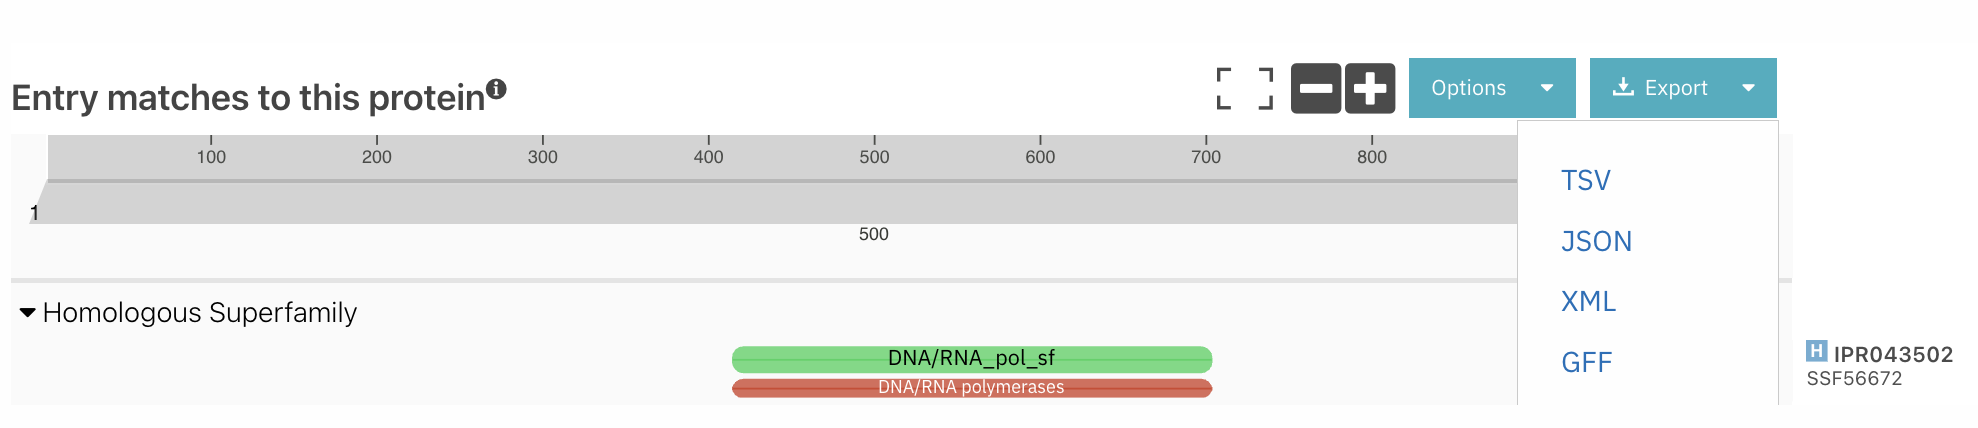 Entry matches to this protein
Options
Export
100 200 300 400 500 600 700 800
1
500
TSV
JSON
XML
GFF
Homologous Superfamily
DNA/RNA_pol_sf
DNA/RNA polymerases
H IPR043502
SSF56672